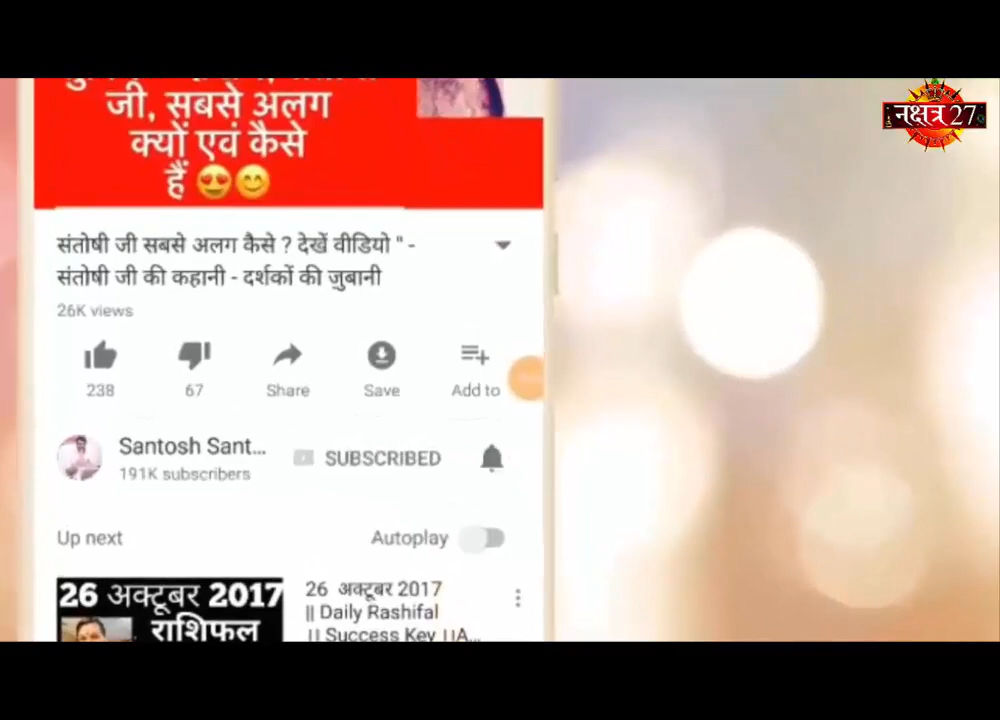 जी, सबसे अलग
क्यों एवं कैसे
हैं
नक्षत्र 27
संतोषी जी सबसे अलग कैसे ? देखें वीडियो " -
संतोषी जी की कहानी - दर्शकों की जुबानी
26K views
238
67
Share
Save
Add to
Santosh Sant...
191K subscribers
SUBSCRIBED
Up next
Autoplay
26 अक्टूबर 2017
राशिफल
26 अक्टूबर 2017
|| Daily Rashifal
|| Success Key ||A...